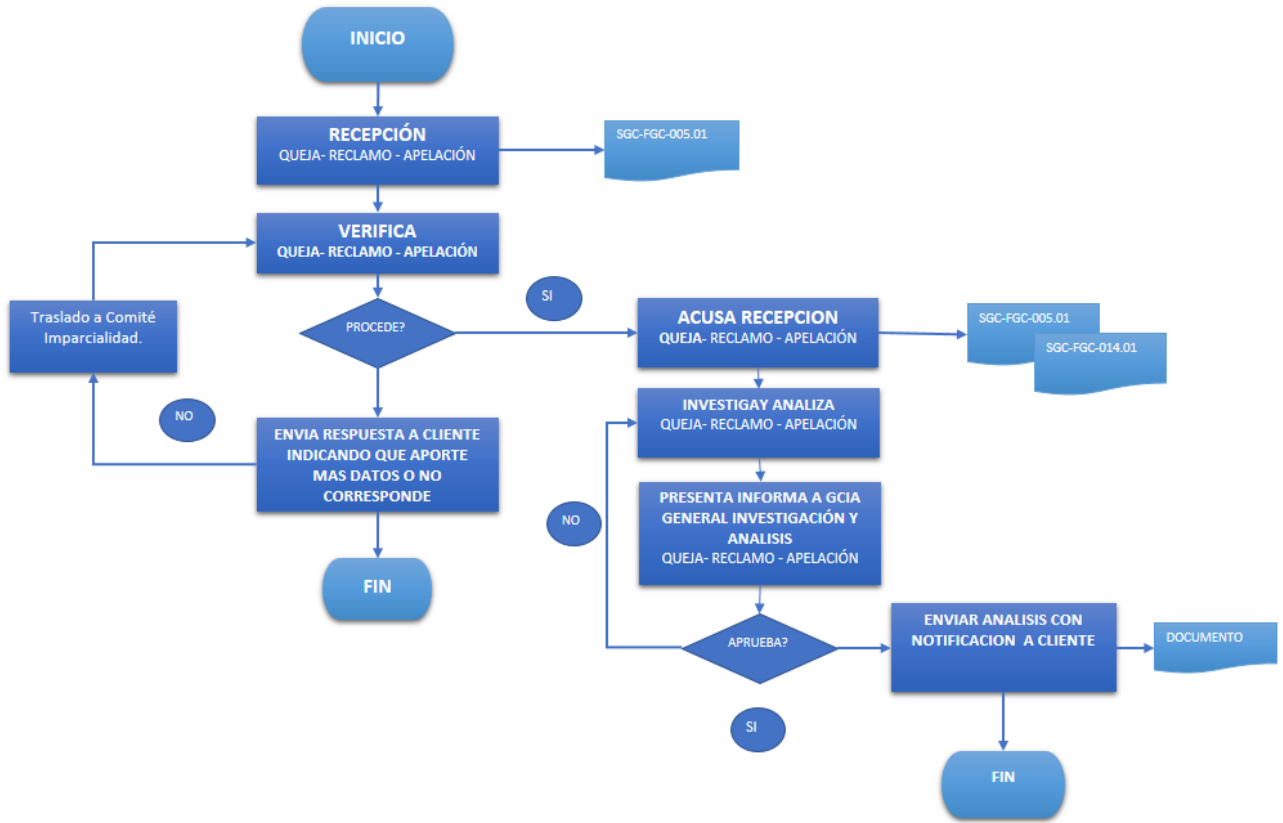 INICIO
RECEPCIÓN
QUEJA- RECLAMO - APELACIÓN
SGC-FGC-005.01
VERIFICA
QUEJA- RECLAMO - APELACIÓN
Traslado a Comité
Imparcialidad.
PROCEDE?
SI
ACUSA RECEPCION
QUEJA- RECLAMO - APELACIÓN
SGC-FGC-005.01
SGC-FGC-014.01
NO
ENVIA RESPUESTA A CLIENTE
INDICANDO QUE APORTE
MAS DATOS O NO
CORRESPONDE
FIN
INVESTIGAY ANALIZA
QUEJA- RECLAMO - APELACIÓN
NO
PRESENTA INFORMA A GCIA
GENERAL INVESTIGACIÓN Y
ANALISIS
QUEJA- RECLAMO - APELACIÓN
APRUEBA?
SI
ENVIAR ANALISIS CON
NOTIFICACION A CLIENTE
DOCUMENTO
FIN